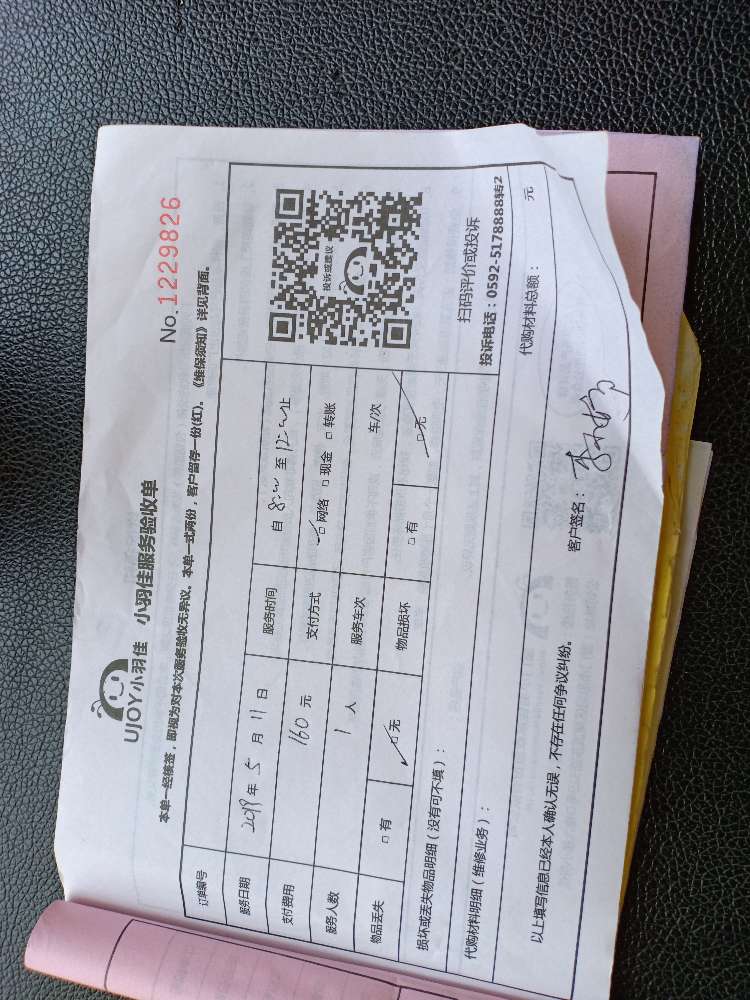 UJOY小羽佳 小羽佳服务验收单
No.1229826
本单一经核签，即视为对本次服务验收无异议。本单一式两份，客户留存一份(红)。《维保须知》详见背面。
订单编号
服务日期 2019年5月11日 服务时间 自8:00至12:00止
支付费用 160元 支付方式 □网络 □现金 □转账
服务人数 1人 服务车次 车/次
物品丢失 □有 □无 物品损坏 □有 □无
投诉或建议
扫码评价或投诉
投诉电话：0592-5178888转2
损坏或丢失物品明细（没有可不填）：
代购材料明细（维修业务）： 代购材料总额： 元
以上填写信息已经本人确认无误，不存在任何争议纠纷。 客户签名：